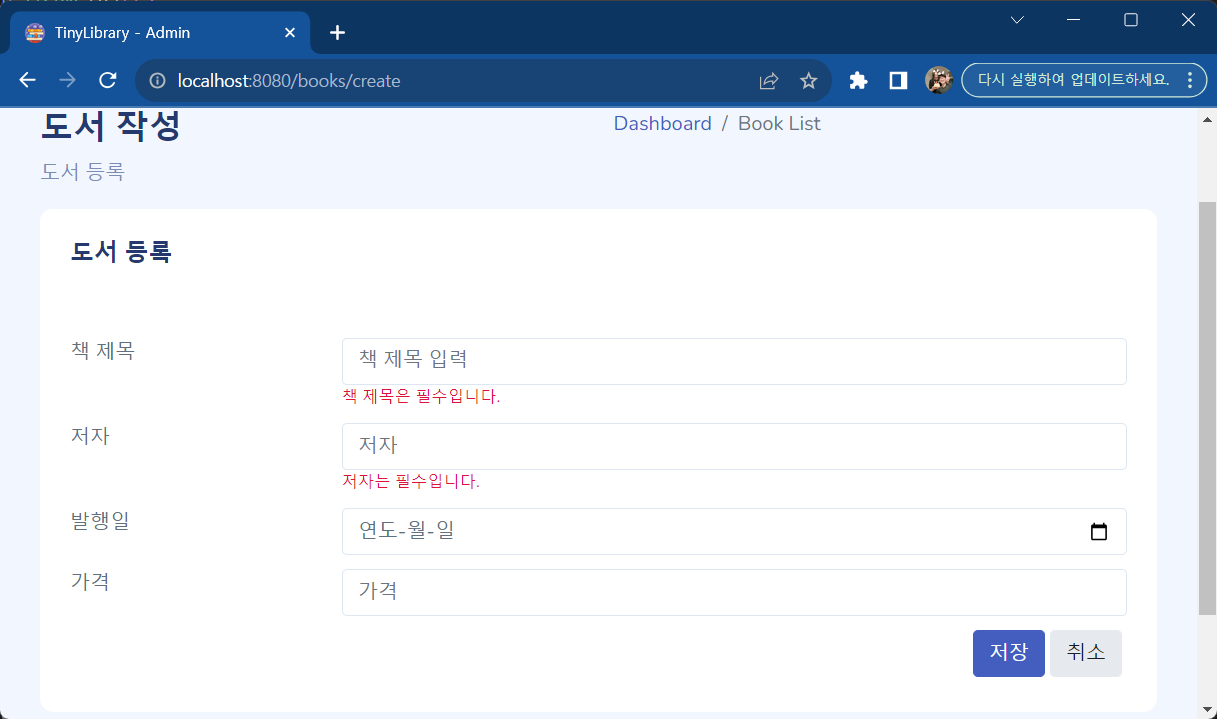 TinyLibrary - Admin
localhost:8080/books/create
다시 실행하여 업데이트하세요.
도서 작성
Dashboard / Book List
도서 등록
도서 등록
책 제목
책 제목 입력
책 제목은 필수입니다.
저자
저자
저자는 필수입니다.
발행일
연도-월-일
가격
가격
저장 취소